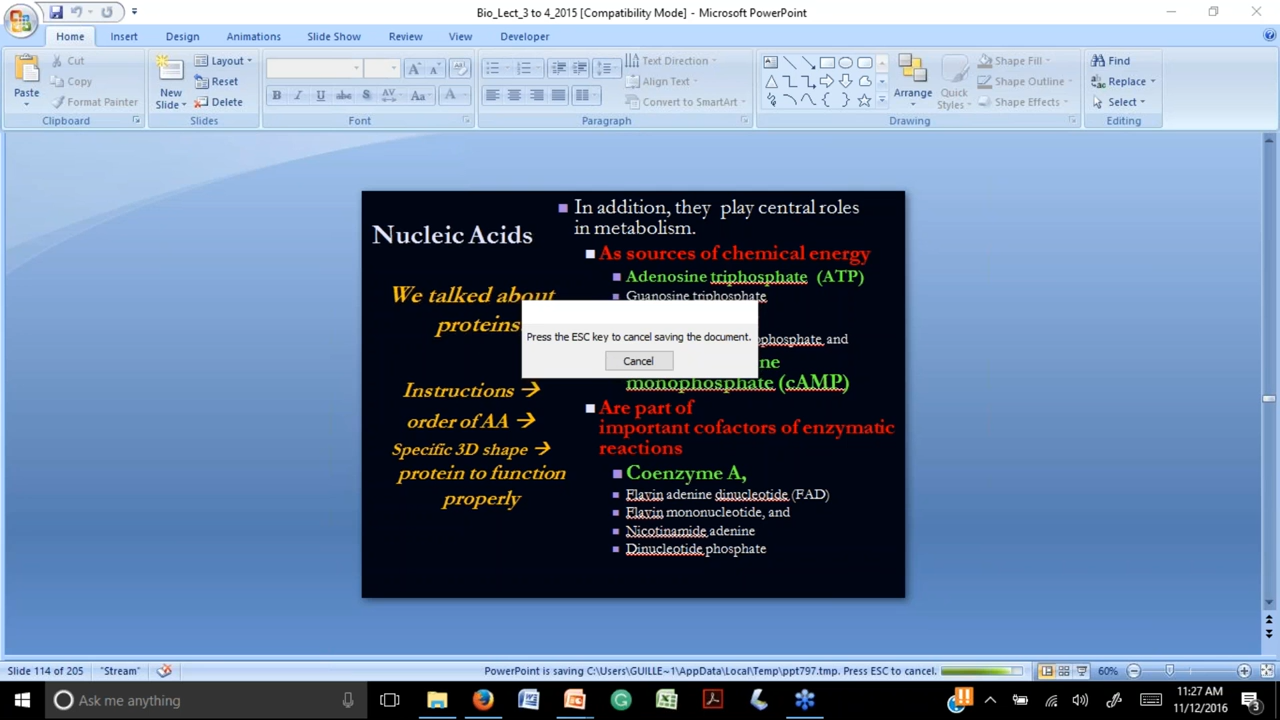 Bio_Lect_3 to 4_2015 [Compatibility Mode] - Microsoft PowerPoint
Home Insert Design Animations Slide Show Review View Developer
Paste
Cut
Copy
Format Painter
Clipboard
New
Slide
Layout
Reset
Delete
Slides
B I U abc S AV Aa A
Font
Text Direction
Align Text
Convert to SmartArt
Paragraph
Arrange
Quick
Styles
Shape Fill
Shape Outline
Shape Effects
Drawing
Find
Replace
Select
Editing
Nucleic Acids
We talked about
proteins
Instructions →
order of AA →
Specific 3D shape →
protein to function
properly
In addition, they play central roles
in metabolism.
As sources of chemical energy
Adenosine triphosphate (ATP)
Guanosine triphosphate
and
monophosphate (cAMP)
Are part of
important cofactors of enzymatic
reactions
Coenzyme A,
Flavin adenine dinucleotide (FAD)
Flavin mononucleotide, and
Nicotinamide adenine
Dinucleotide phosphate
Press the ESC key to cancel saving the document.
Cancel
Slide 114 of 205 "Stream" PowerPoint is saving C:\Users\GUILLE~1\AppData\Local\Temp\ppt797.tmp. Press ESC to cancel. 60%
Ask me anything
11:27 AM
11/12/2016
3